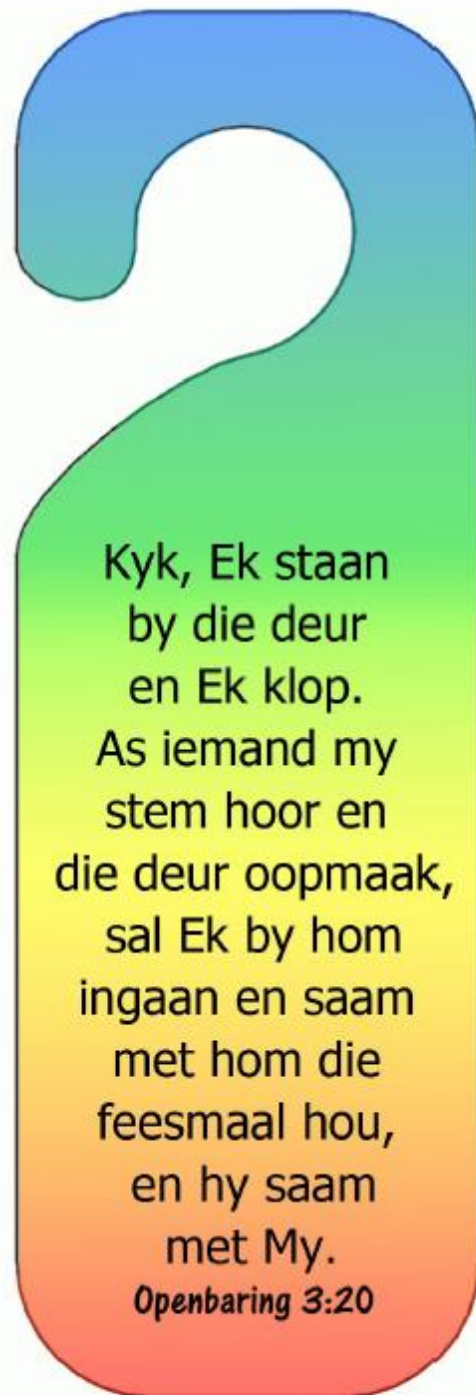 Kyk, Ek staan
by die deur
en Ek klop.
As iemand my
stem hoor en
die deur oopmaak,
sal Ek by hom
ingaan en saam
met hom die
feesmaal hou,
en hy saam
met My.
Openbaring 3:20